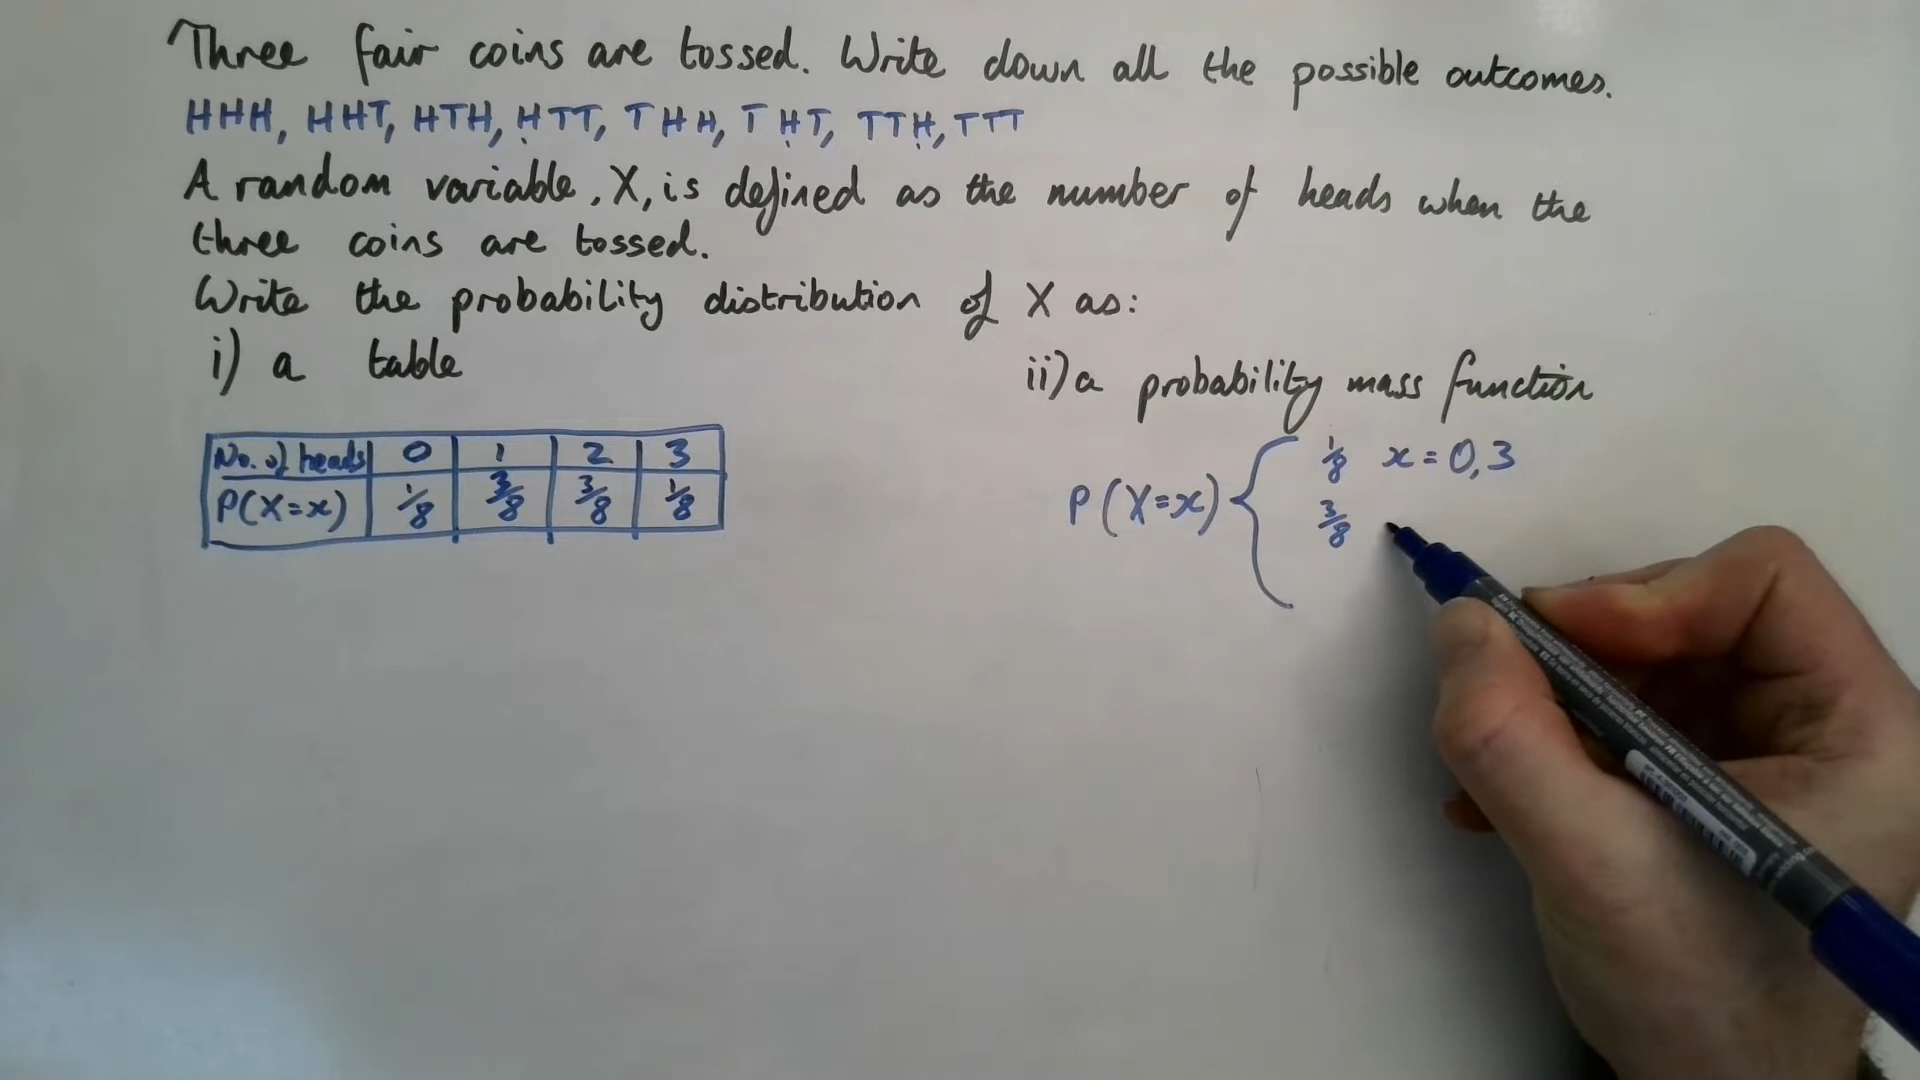 Three fair coins are tossed. Write down all the possible outcomes.
HHH, HHT, HTH, HTT, THH, THT, TTH, TTT
A random variable, X, is defined as the number of heads when the
three coins are tossed.
Write the probability distribution of X as:
i) a table
No. of heads 0 1 2 3
P(X=x) 1/8 3/8 3/8 1/8
ii) a probability mass function
P(X=x) {
1/8 x = 0,3
3/8